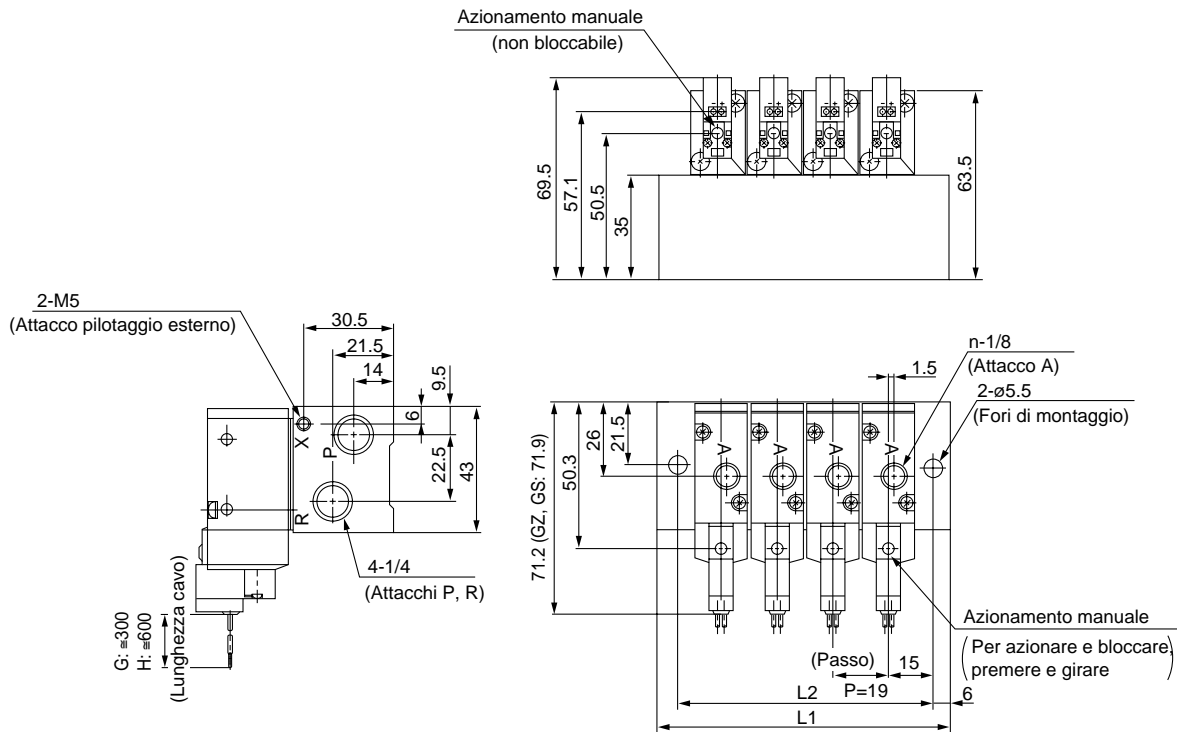 Azionamento manuale
(non bloccabile)
69.5
57.1
50.5
35
63.5
- +
- +
- +
- +
2-M5
(Attacco pilotaggio esterno)
30.5
21.5
14
9.5
6
22.5
43
X
P
R
4-1/4
(Attacchi P, R)
G: ≅300
H: ≅600
(Lunghezza cavo)
n-1/8
(Attacco A)
1.5
2-ø5.5
(Fori di montaggio)
21.5
26
50.3
71.2 (GZ, GS: 71.9)
A
A
A
A
Azionamento manuale
(Per azionare e bloccare,
premere e girare)
(Passo)
P=19
15
L2
6
L1